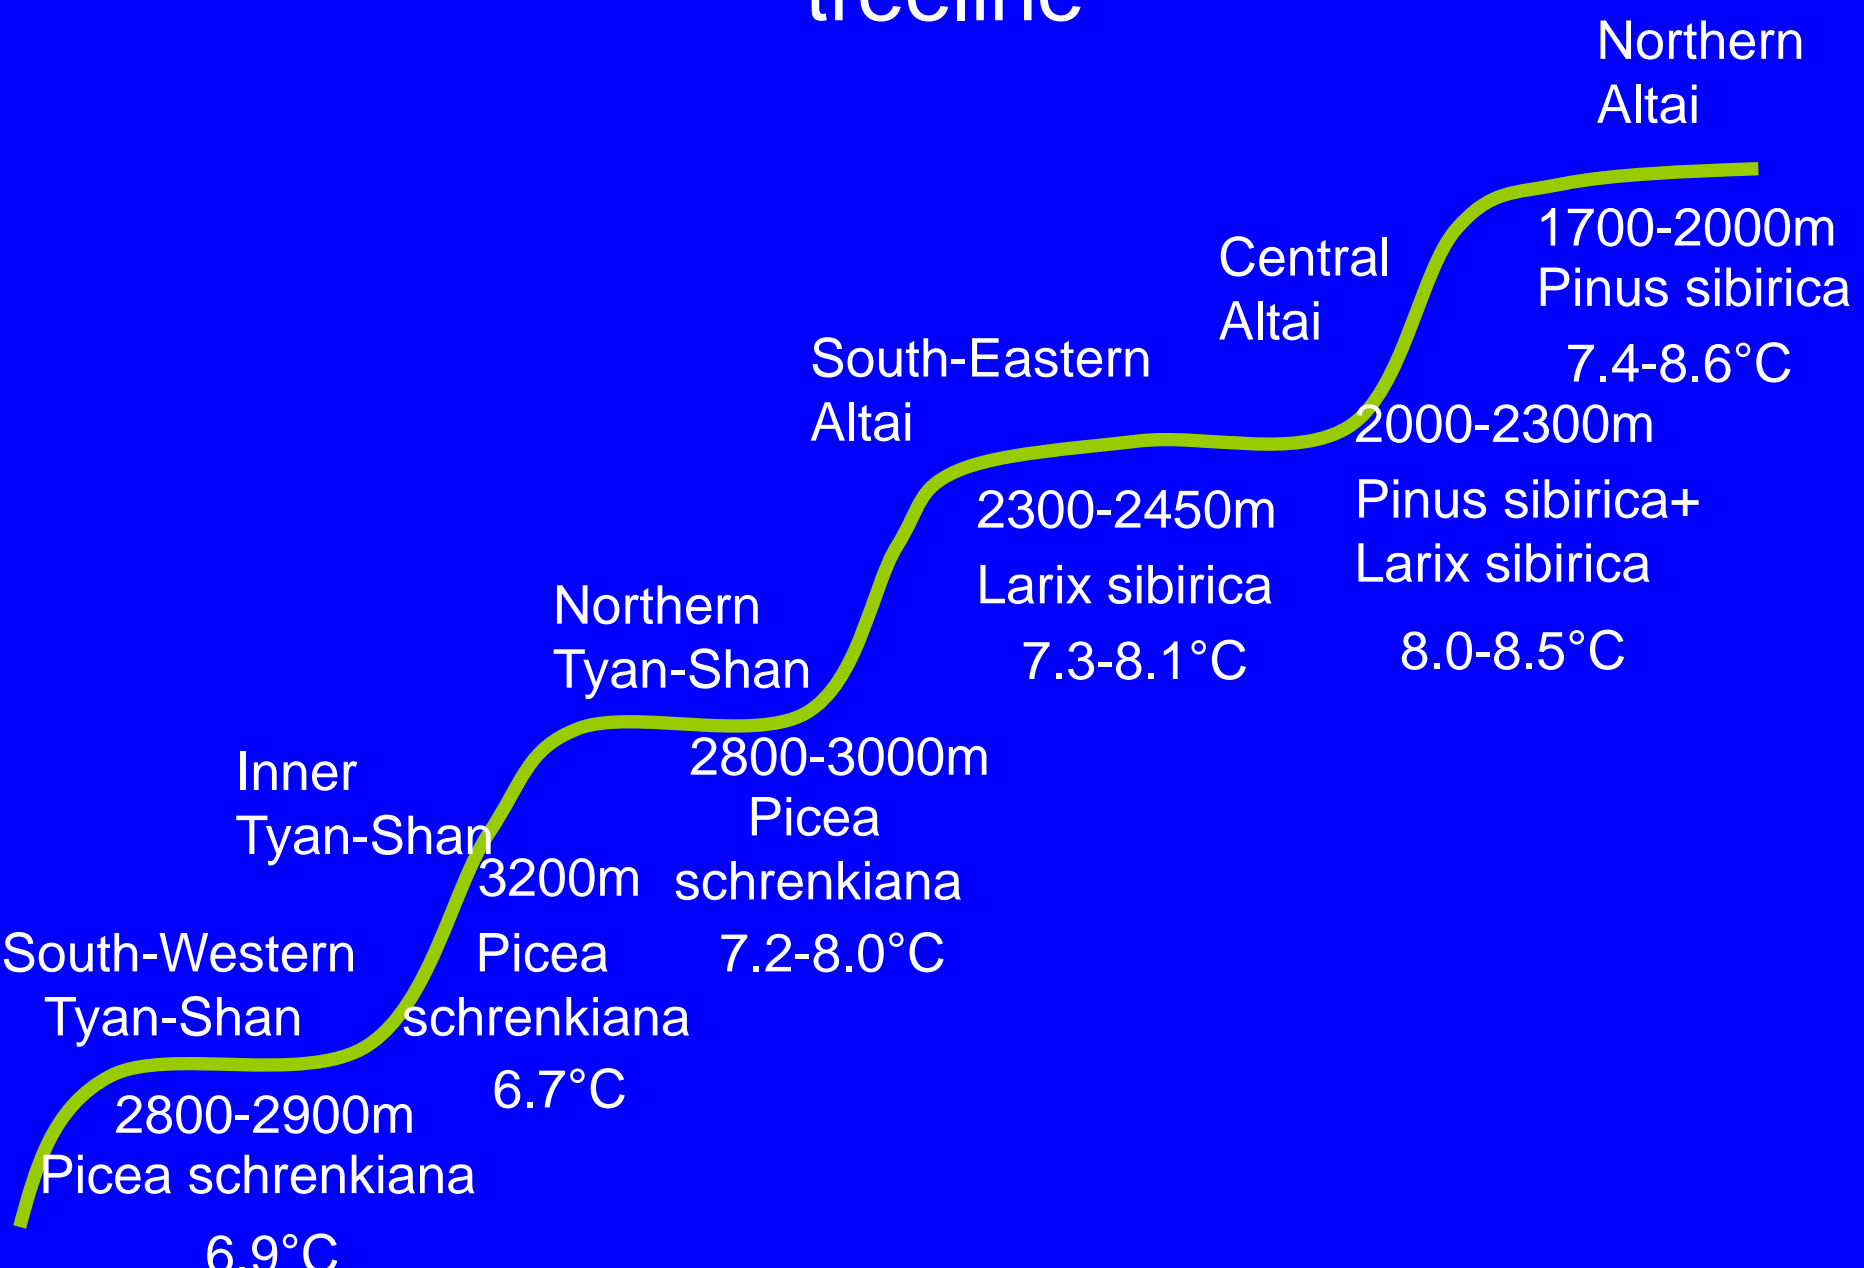 treeline
Northern
Altai
1700-2000m
Pinus sibirica
7.4-8.6°C
Central
Altai
2000-2300m
Pinus sibirica+
Larix sibirica
8.0-8.5°C
South-Eastern
Altai
2300-2450m
Larix sibirica
7.3-8.1°C
Northern
Tyan-Shan
2800-3000m
Picea
schrenkiana
7.2-8.0°C
Inner
Tyan-Shan
3200m
Picea
schrenkiana
6.7°C
South-Western
Tyan-Shan
2800-2900m
Picea schrenkiana
6.9°C